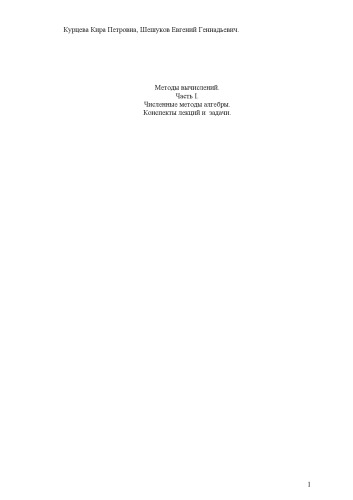 Курцева Кира Петровна, Шешуков Евгений Геннадьевич.
Методы вычислений.
Часть I.
Численные методы алгебры.
Конспекты лекций и задачи.
1